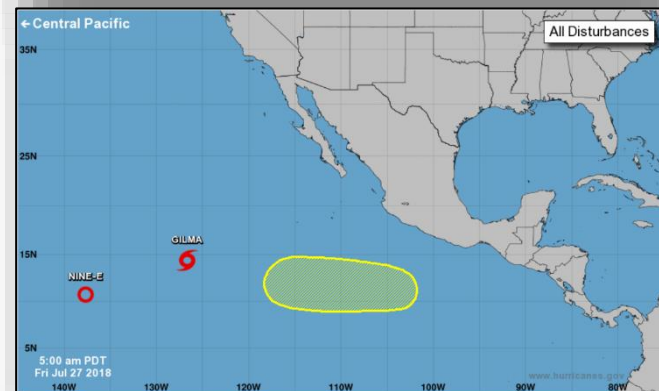 ← Central Pacific
All Disturbances
35N
25N
GILMA
15N
NINE-E
5N
5:00 am PDT
Fri Jul 27 2018
www.hurricanes.gov
140W 130W 120W 110W 100W 90W 80W